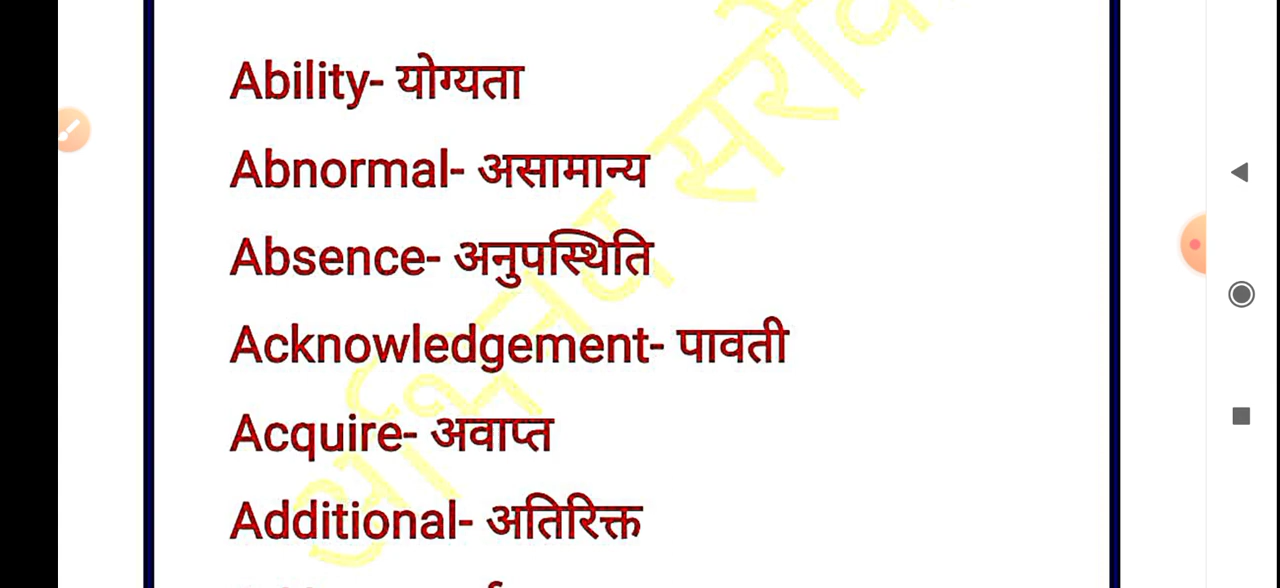 Ability- योग्यता
Abnormal- असामान्य
Absence- अनुपस्थिति
Acknowledgement- पावती
Acquire- अवाप्त
Additional- अतिरिक्त